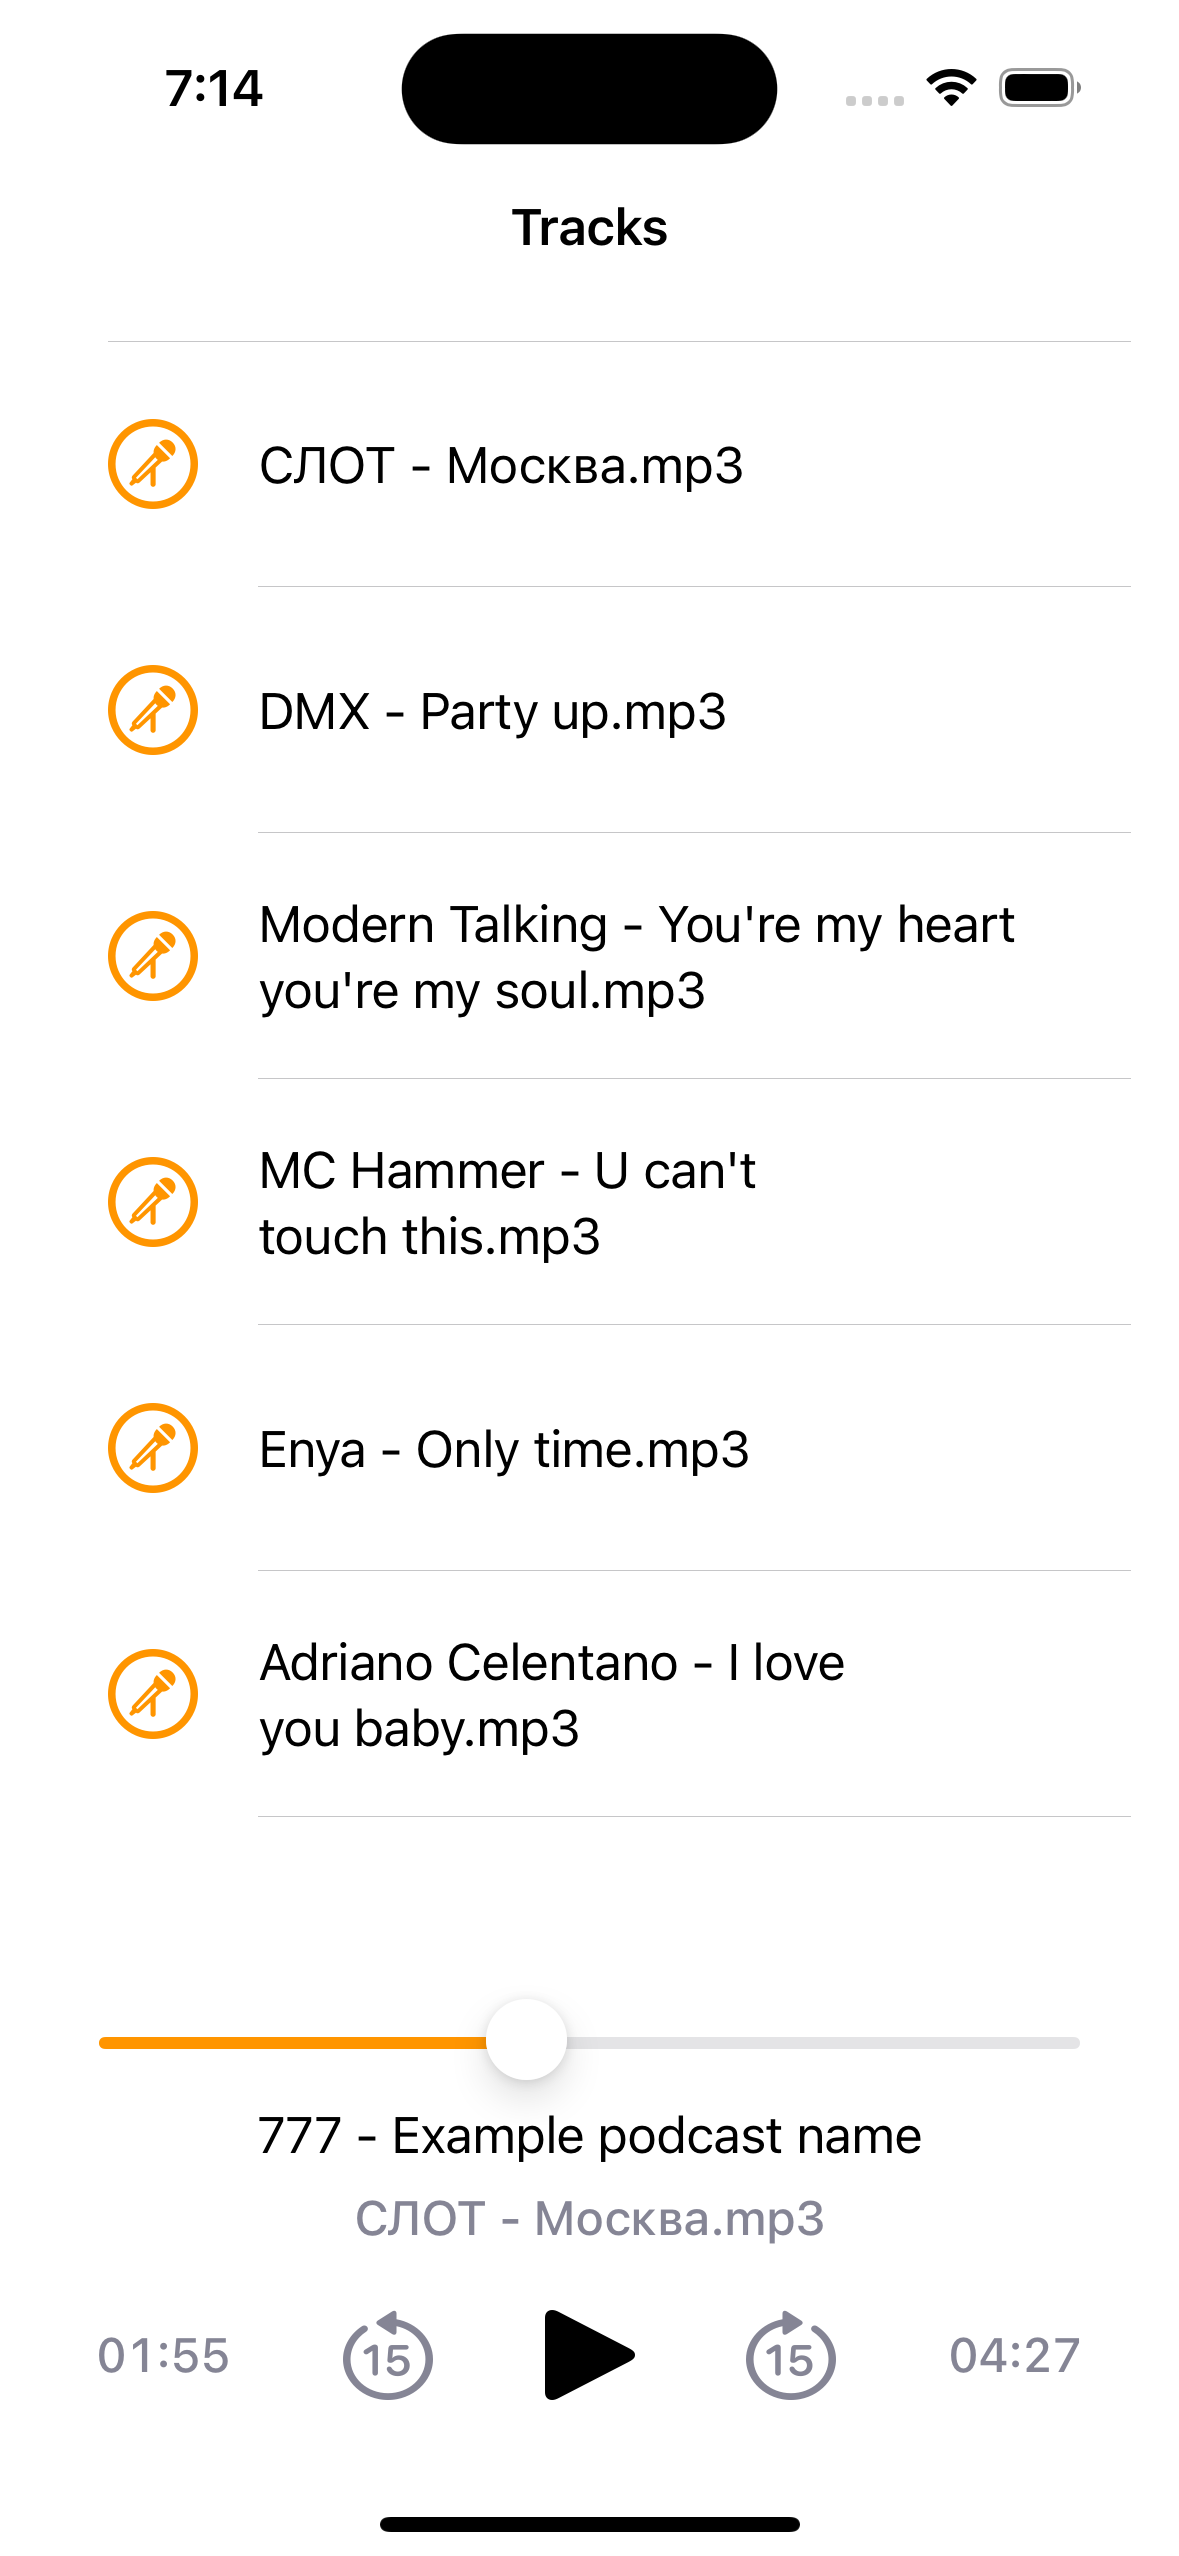 7:14
Tracks
СЛОТ - Москва.mp3
DMX - Party up.mp3
Modern Talking - You're my heart
you're my soul.mp3
MC Hammer - U can't
touch this.mp3
Enya - Only time.mp3
Adriano Celentano - I love
you baby.mp3
777 - Example podcast name
СЛОТ - Москва.mp3
01:55 15 15 04:27